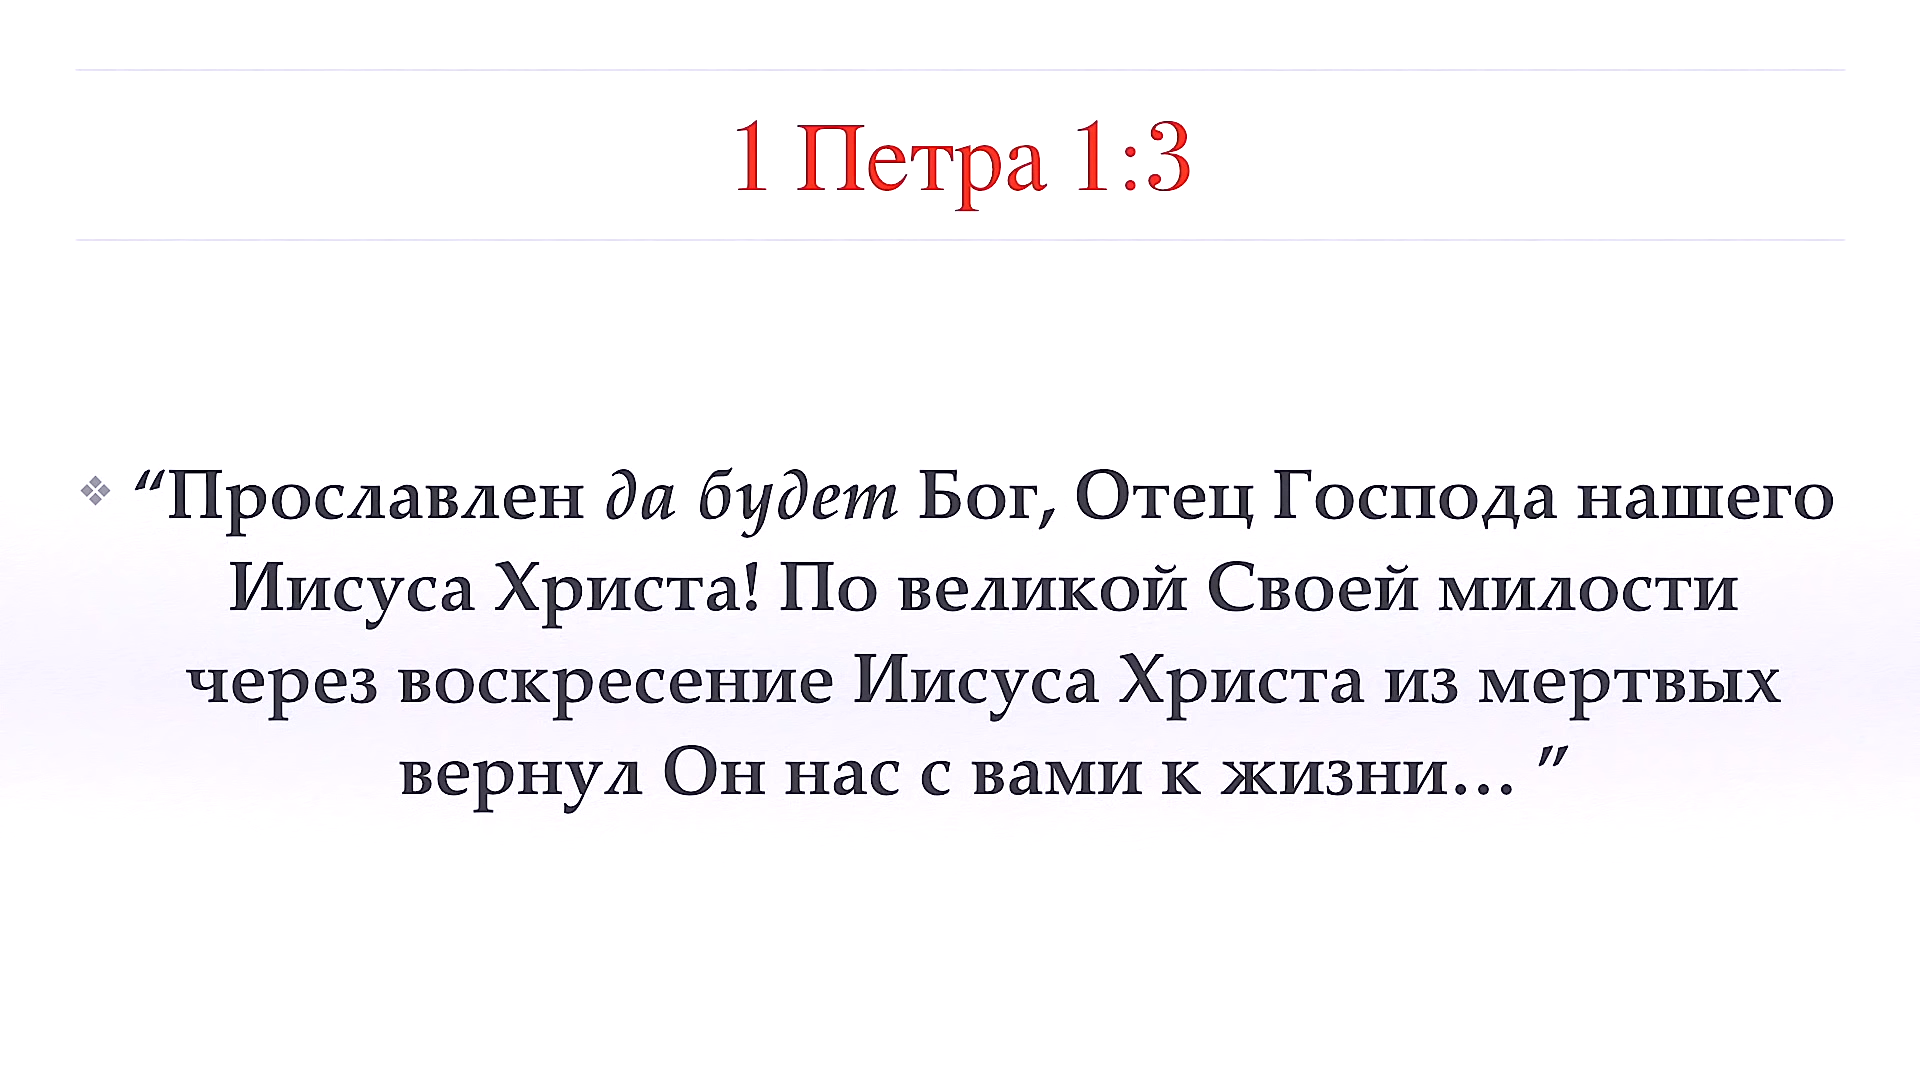 1 Петра 1:3
❖ “Прославлен да будет Бог, Отец Господа нашего
Иисуса Христа! По великой Своей милости
через воскресение Иисуса Христа из мертвых
вернул Он нас с вами к жизни… ”